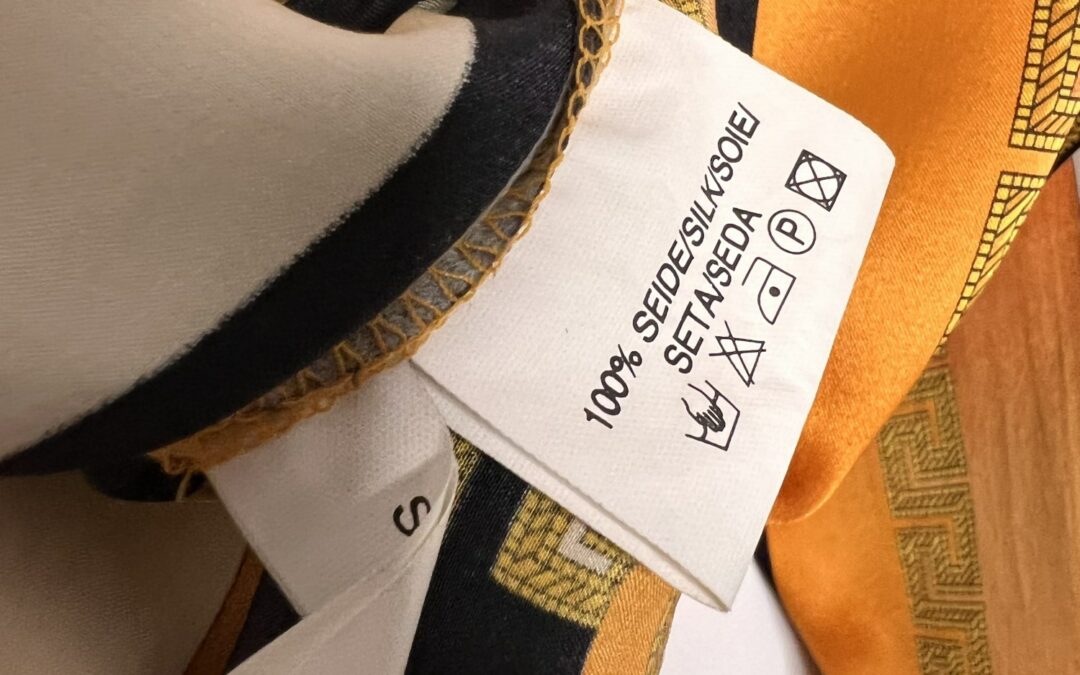 100% SEIDE/SILK/SOIE/
SETA/SEDA
P
S